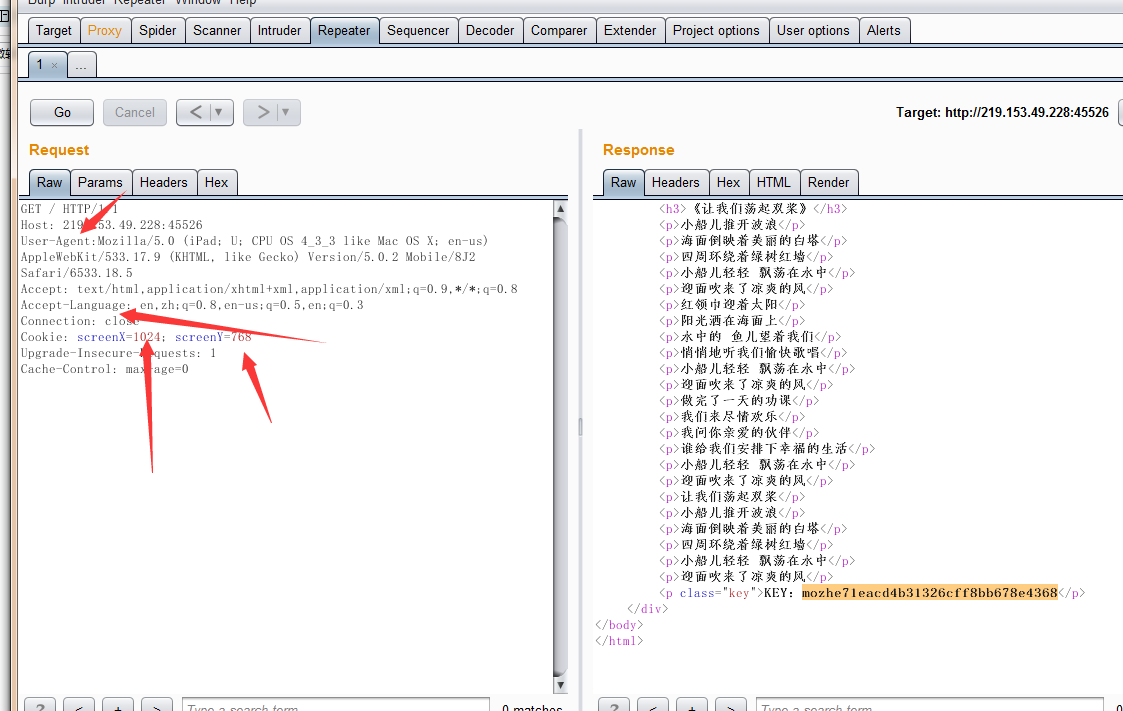 Burp Intruder Repeater Window Help
Target Proxy Spider Scanner Intruder Repeater Sequencer Decoder Comparer Extender Project options User options Alerts
1 × ...
Go Cancel < ▼ > ▼ Target: http://219.153.49.228:45526
Request
Raw Params Headers Hex
GET / HTTP/1.1
Host: 219.153.49.228:45526
User-Agent:Mozilla/5.0 (iPad; U; CPU OS 4_3_3 like Mac OS X; en-us)
AppleWebKit/533.17.9 (KHTML, like Gecko) Version/5.0.2 Mobile/8J2
Safari/6533.18.5
Accept: text/html,application/xhtml+xml,application/xml;q=0.9,*/*;q=0.8
Accept-Language: en,zh;q=0.8,en-us;q=0.5,en;q=0.3
Connection: close
Cookie: screenX=1024; screenY=768
Upgrade-Insecure-Requests: 1
Cache-Control: max-age=0
? < + > Type a search term 0 matches
Response
Raw Headers Hex HTML Render
<h3>《让我们荡起双桨》</h3>
<p>小船儿推开波浪</p>
<p>海面倒映着美丽的白塔</p>
<p>四周环绕着绿树红墙</p>
<p>小船儿轻轻 飘荡在水中</p>
<p>迎面吹来了凉爽的风</p>
<p>红领巾迎着太阳</p>
<p>阳光洒在海面上</p>
<p>水中的 鱼儿望着我们</p>
<p>悄悄地听我们愉快歌唱</p>
<p>小船儿轻轻 飘荡在水中</p>
<p>迎面吹来了凉爽的风</p>
<p>做完了一天的功课</p>
<p>我们来尽情欢乐</p>
<p>我问你亲爱的伙伴</p>
<p>谁给我们安排下幸福的生活</p>
<p>小船儿轻轻 飘荡在水中</p>
<p>迎面吹来了凉爽的风</p>
<p>让我们荡起双桨</p>
<p>小船儿推开波浪</p>
<p>海面倒映着美丽的白塔</p>
<p>四周环绕着绿树红墙</p>
<p>小船儿轻轻 飘荡在水中</p>
<p>迎面吹来了凉爽的风</p>
<p class="key">KEY: mozhe71eacd4b31326cff8bb678e4368</p>
</div>
</body>
</html>
? < + > Type a search term 0